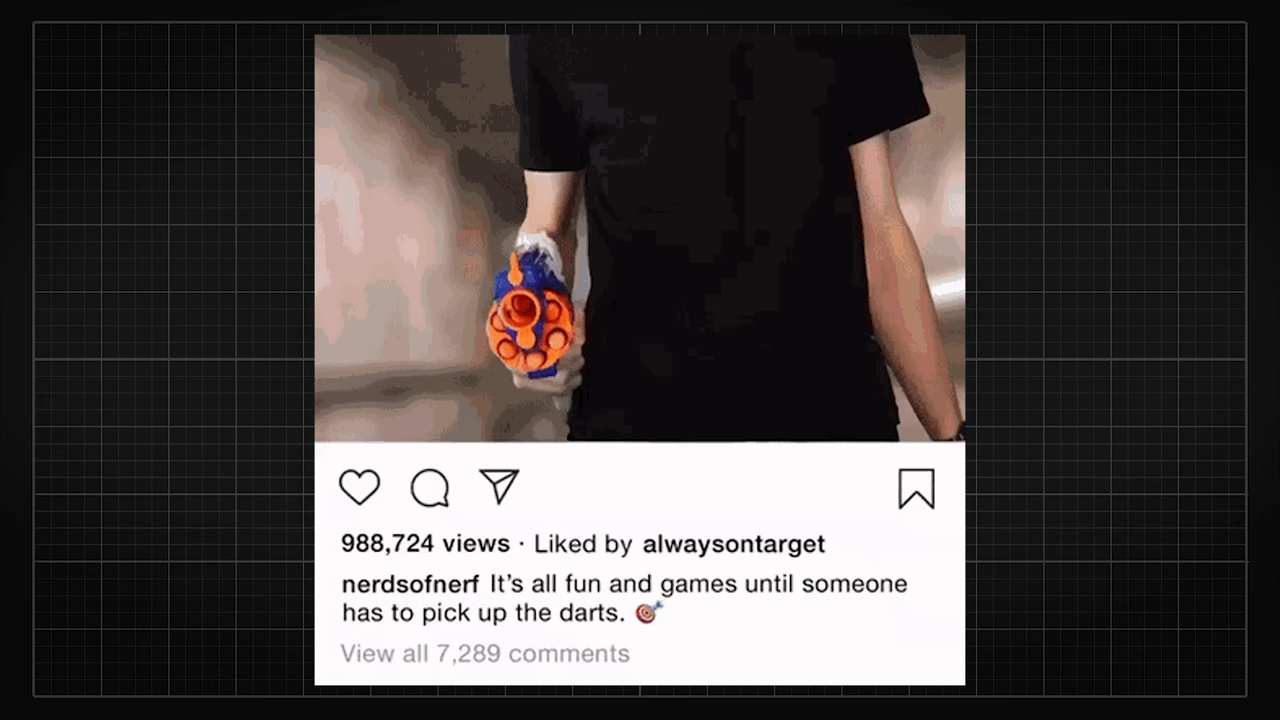 988,724 views · Liked by alwaysontarget
nerdsofnerf It’s all fun and games until someone
has to pick up the darts. 🎯
View all 7,289 comments